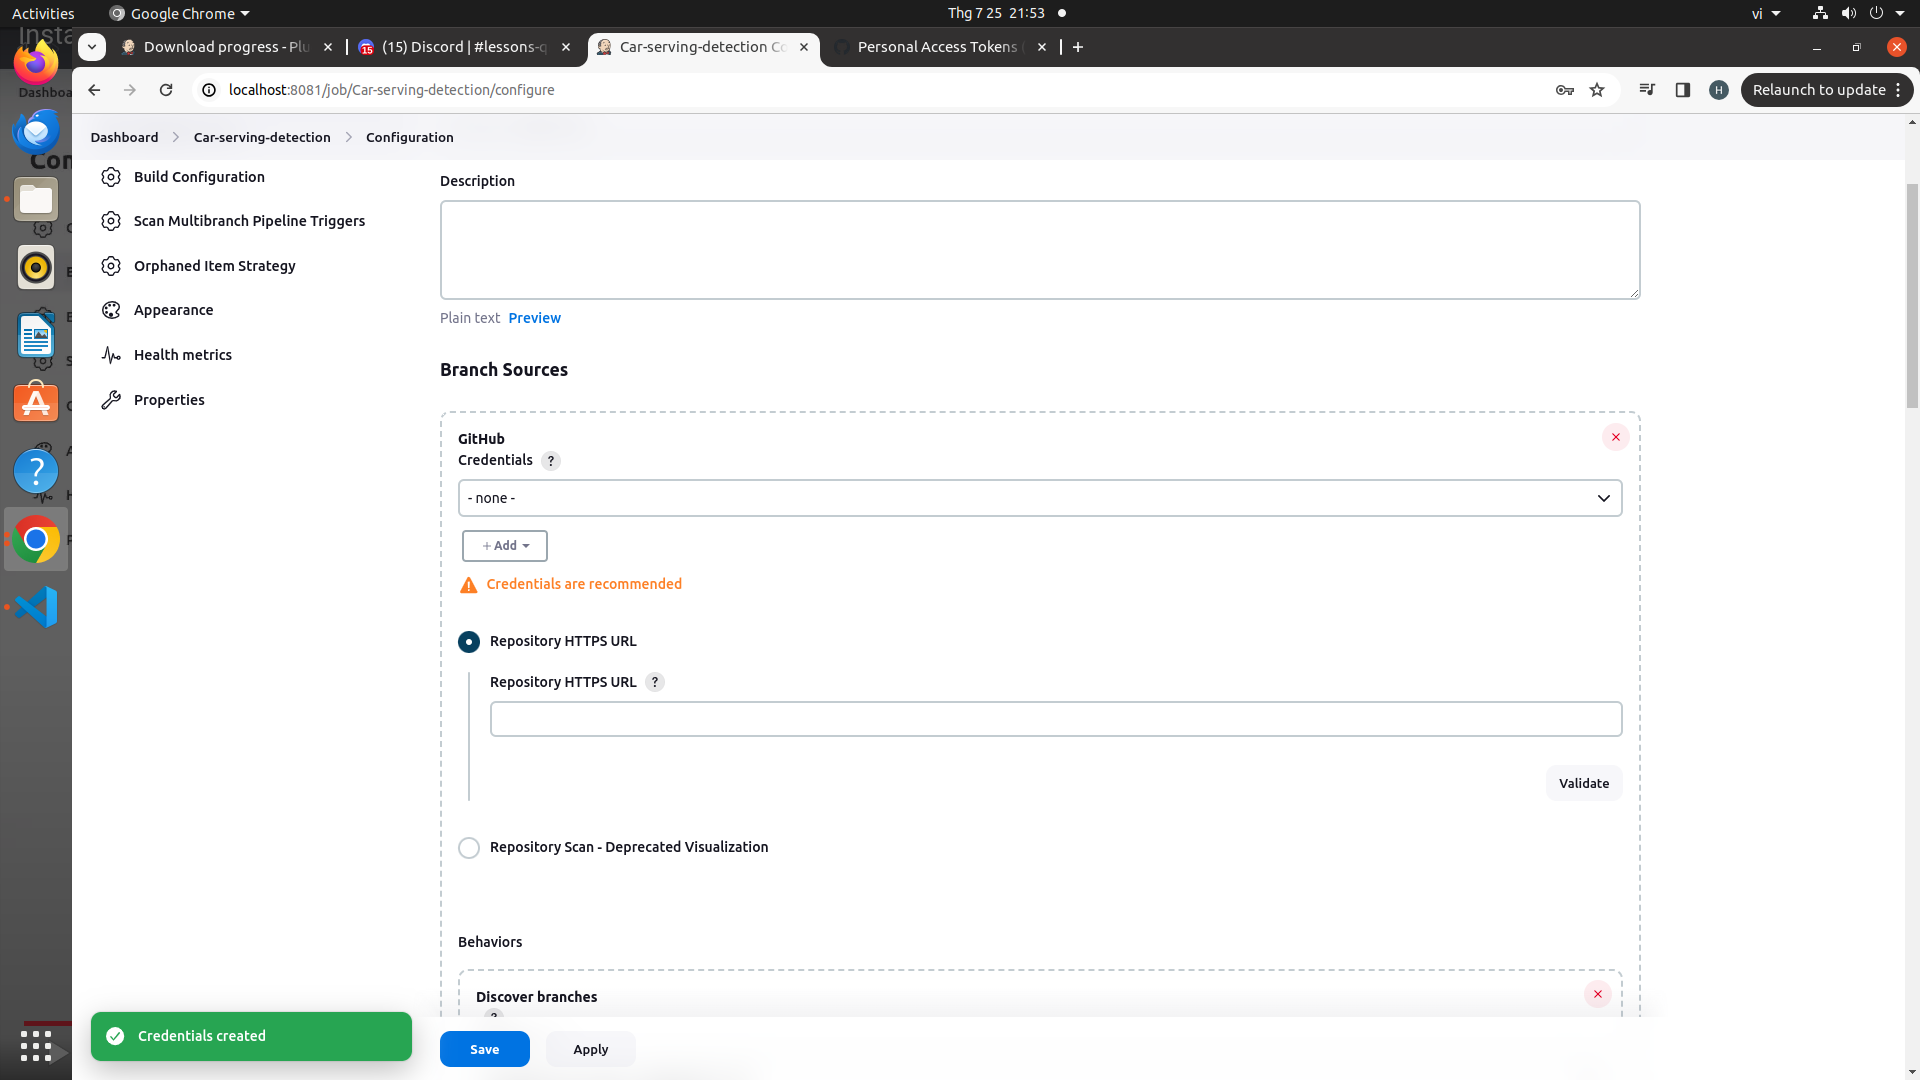 Activities
Google Chrome
Thg 7 25 21:53
vi
Download progress - Plu
(15) Discord | #lessons-q
Car-serving-detection Co
Personal Access Tokens (
localhost:8081/job/Car-serving-detection/configure
H
Relaunch to update
Dashboard
Car-serving-detection
Configuration
Build Configuration
Scan Multibranch Pipeline Triggers
Orphaned Item Strategy
Appearance
Health metrics
Properties
Description
Plain text Preview
Branch Sources
GitHub
Credentials ?
- none -
+ Add
Credentials are recommended
Repository HTTPS URL
Repository HTTPS URL ?
Validate
Repository Scan - Deprecated Visualization
Behaviors
Discover branches
?
Credentials created
Save
Apply